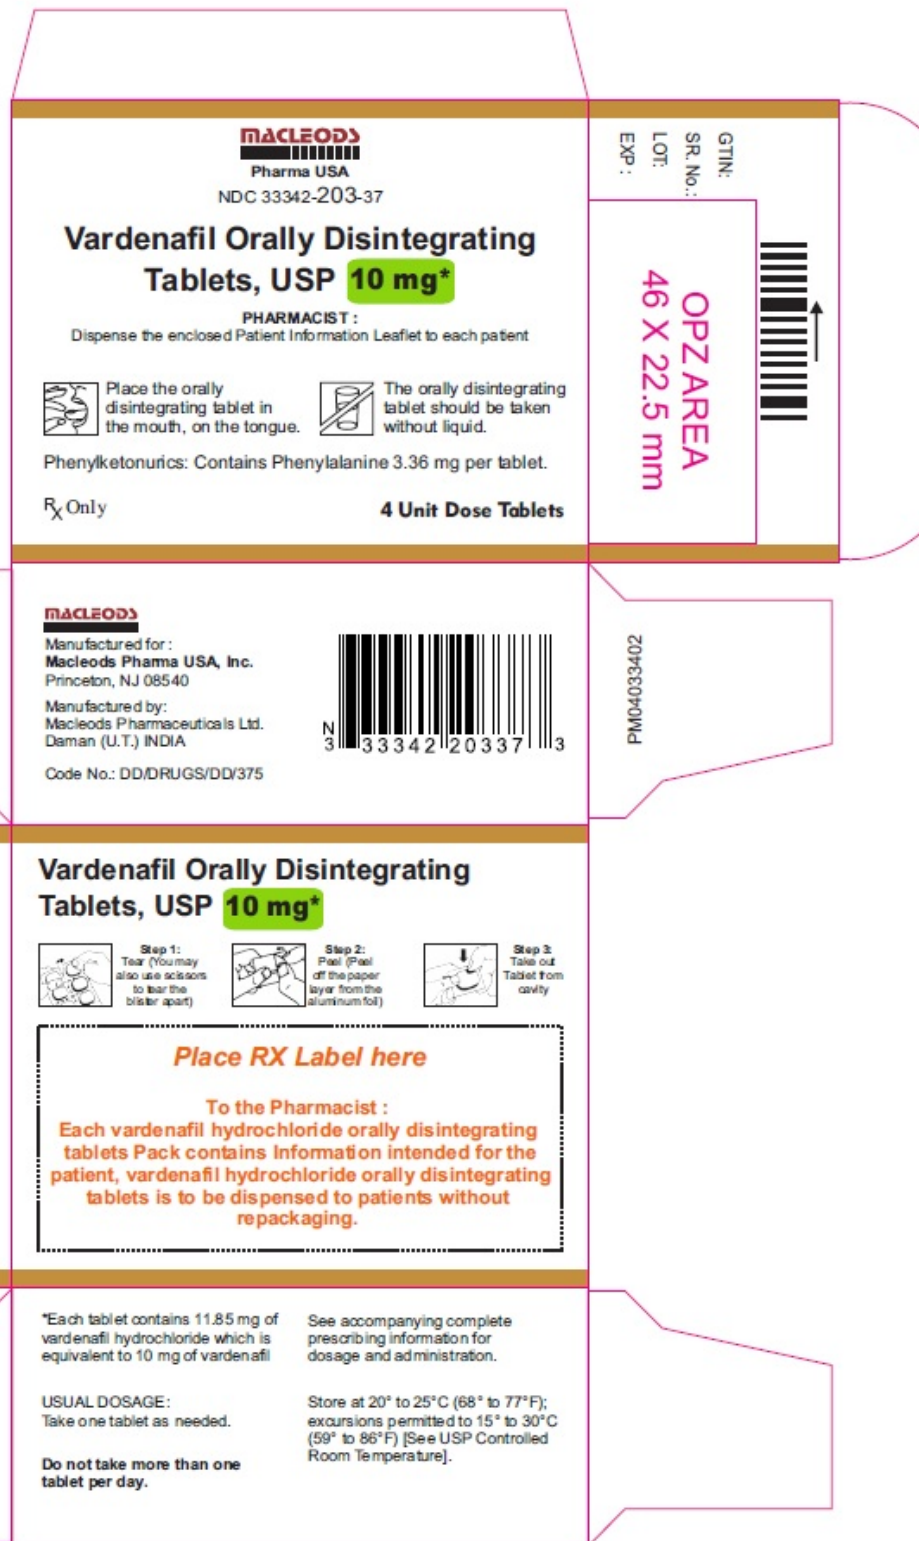 MACLEODS
Pharma USA
NDC 33342-203-37
Vardenafil Orally Disintegrating
Tablets, USP 10 mg*
PHARMACIST :
Dispense the enclosed Patient Information Leaflet to each patient
Place the orally
disintegrating tablet in
the mouth, on the tongue.
The orally disintegrating
tablet should be taken
without liquid.
Phenylketonurics: Contains Phenylalanine 3.36 mg per tablet.
Rx Only
4 Unit Dose Tablets
GTIN:
SR. No.:
LOT:
EXP :
OPZ AREA
46 X 22.5 mm
MACLEODS
Manufactured for :
Macleods Pharma USA, Inc.
Princeton, NJ 08540
Manufactured by:
Macleods Pharmaceuticals Ltd.
Daman (U.T.) INDIA
Code No.: DD/DRUGS/DD/375
N
3 33342 20337 3
PM04033402
Vardenafil Orally Disintegrating
Tablets, USP 10 mg*
Step 1:
Tear (You may
also use scissors
to tear the
blister apart)
Step 2:
Peel (Peel
off the paper
layer from the
aluminum foil)
Step 3:
Take out
Tablet from
cavity
Place RX Label here
To the Pharmacist :
Each vardenafil hydrochloride orally disintegrating
tablets Pack contains Information intended for the
patient, vardenafil hydrochloride orally disintegrating
tablets is to be dispensed to patients without
repackaging.
*Each tablet contains 11.85 mg of
vardenafil hydrochloride which is
equivalent to 10 mg of vardenafil
USUAL DOSAGE:
Take one tablet as needed.
Do not take more than one
tablet per day.
See accompanying complete
prescribing information for
dosage and administration.
Store at 20° to 25°C (68° to 77°F);
excursions permitted to 15° to 30°C
(59° to 86°F) [See USP Controlled
Room Temperature].